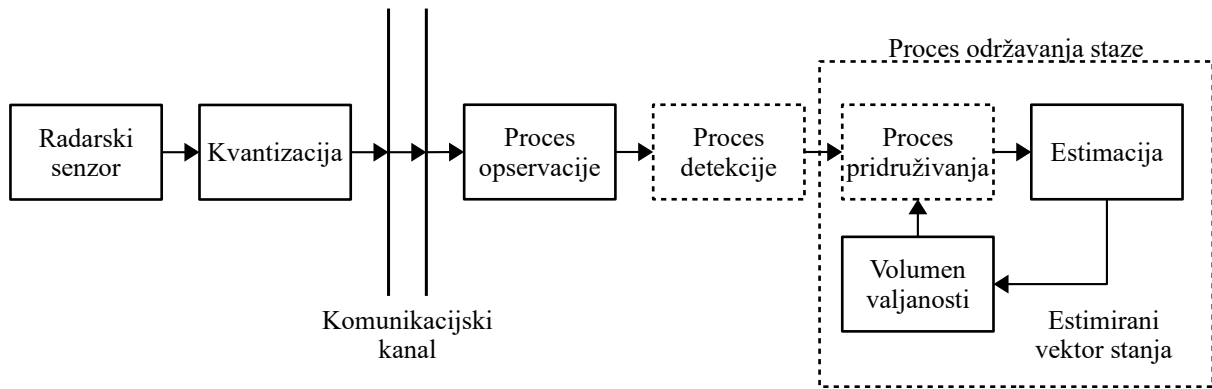 Proces održavanja staze
Radarski
senzor
Kvantizacija
Proces
opservacije
Proces
detekcije
Proces
pridruživanja
Estimacija
Volumen
valjanosti
Komunikacijski
kanal
Estimirani
vektor stanja